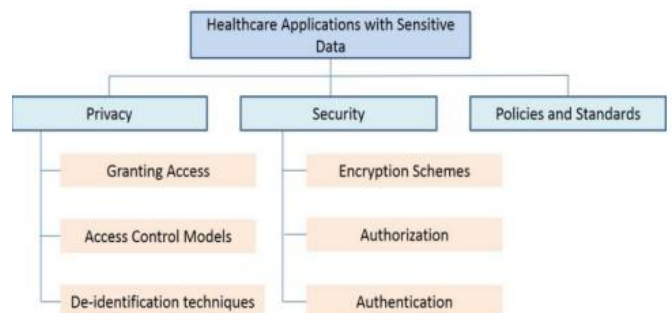 Healthcare Applications with Sensitive
Data
Privacy
Security
Policies and Standards
Granting Access
Encryption Schemes
Access Control Models
Authorization
De-identification techniques
Authentication